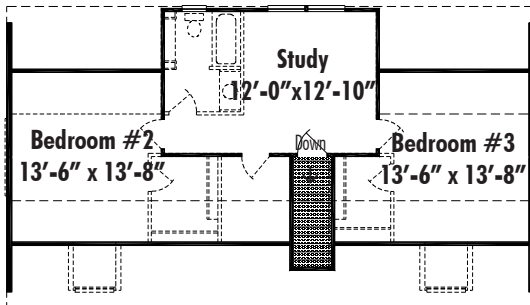 Study
12'-0"x12'-10"
Down
Bedroom #2
13'-6" x 13'-8"
Bedroom #3
13'-6" x 13'-8"